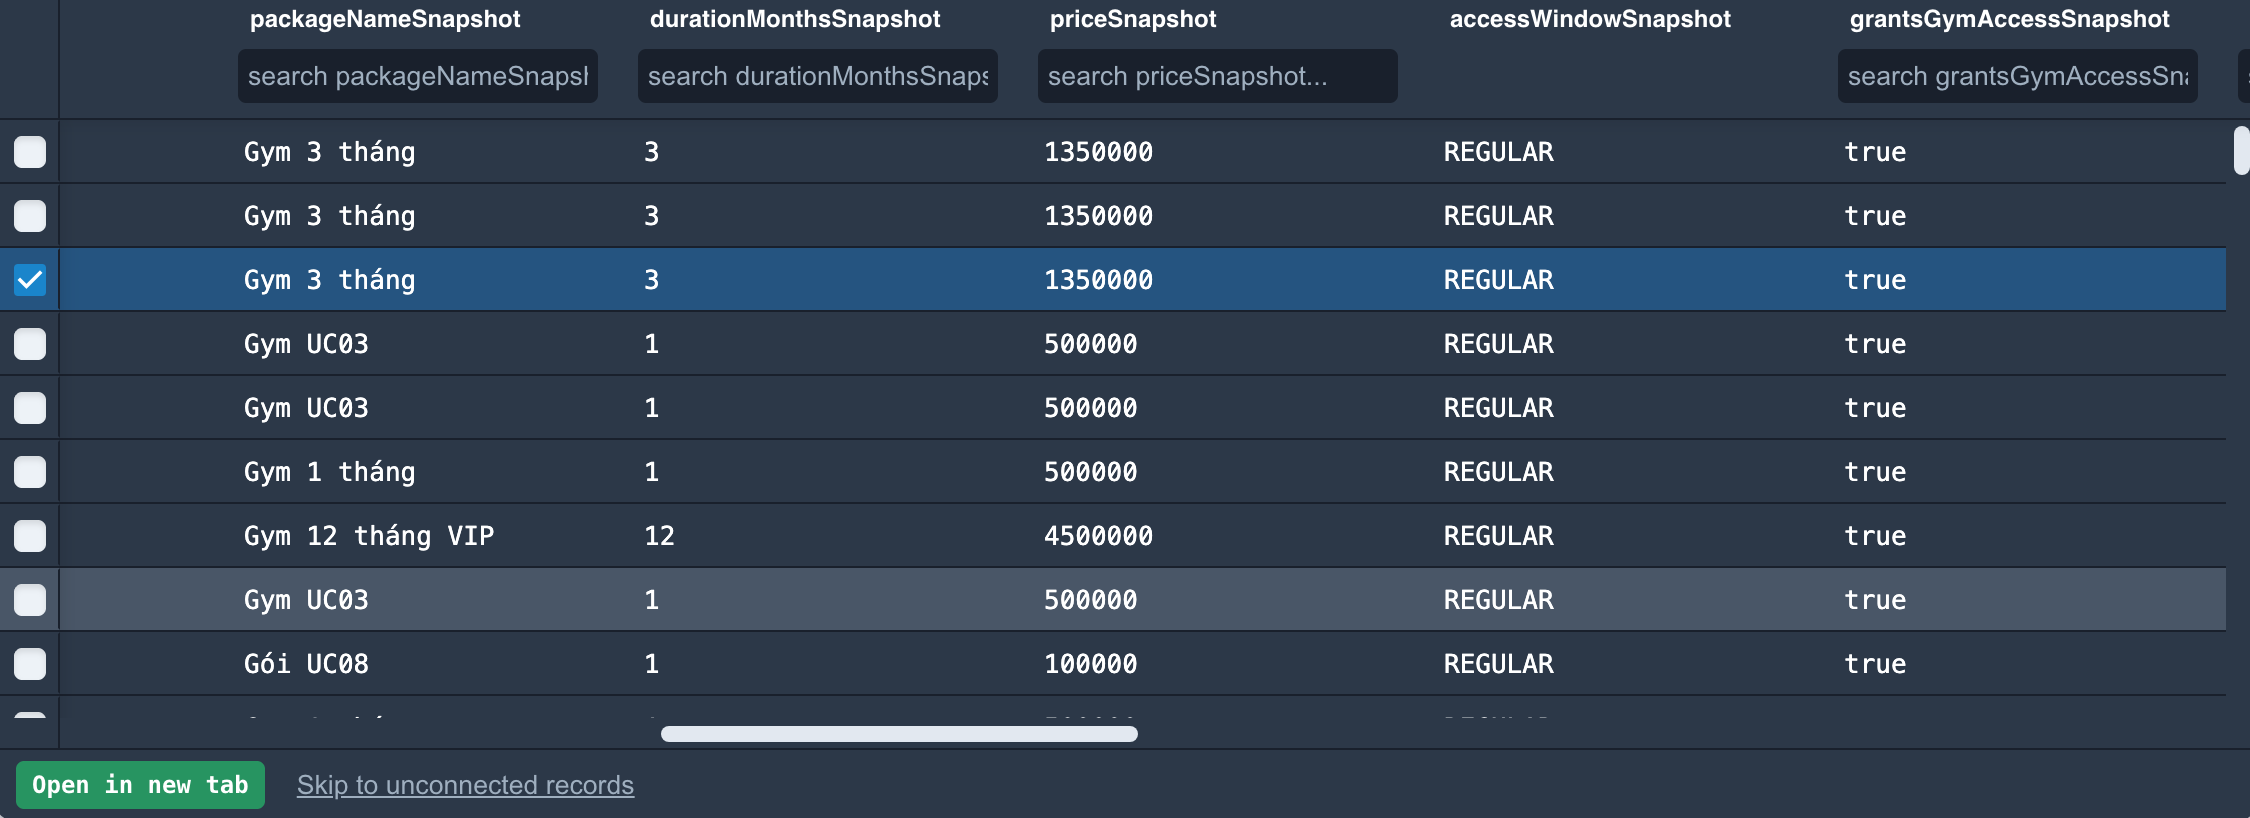 packageNameSnapshot durationMonthsSnapshot priceSnapshot accessWindowSnapshot grantsGymAccessSnapshot
search packageNameSnapsh search durationMonthsSnaps search priceSnapshot... search grantsGymAccessSna
Gym 3 tháng 3 1350000 REGULAR true
Gym 3 tháng 3 1350000 REGULAR true
Gym 3 tháng 3 1350000 REGULAR true
Gym UC03 1 500000 REGULAR true
Gym UC03 1 500000 REGULAR true
Gym 1 tháng 1 500000 REGULAR true
Gym 12 tháng VIP 12 4500000 REGULAR true
Gym UC03 1 500000 REGULAR true
Gói UC08 1 100000 REGULAR true
Open in new tab Skip to unconnected records